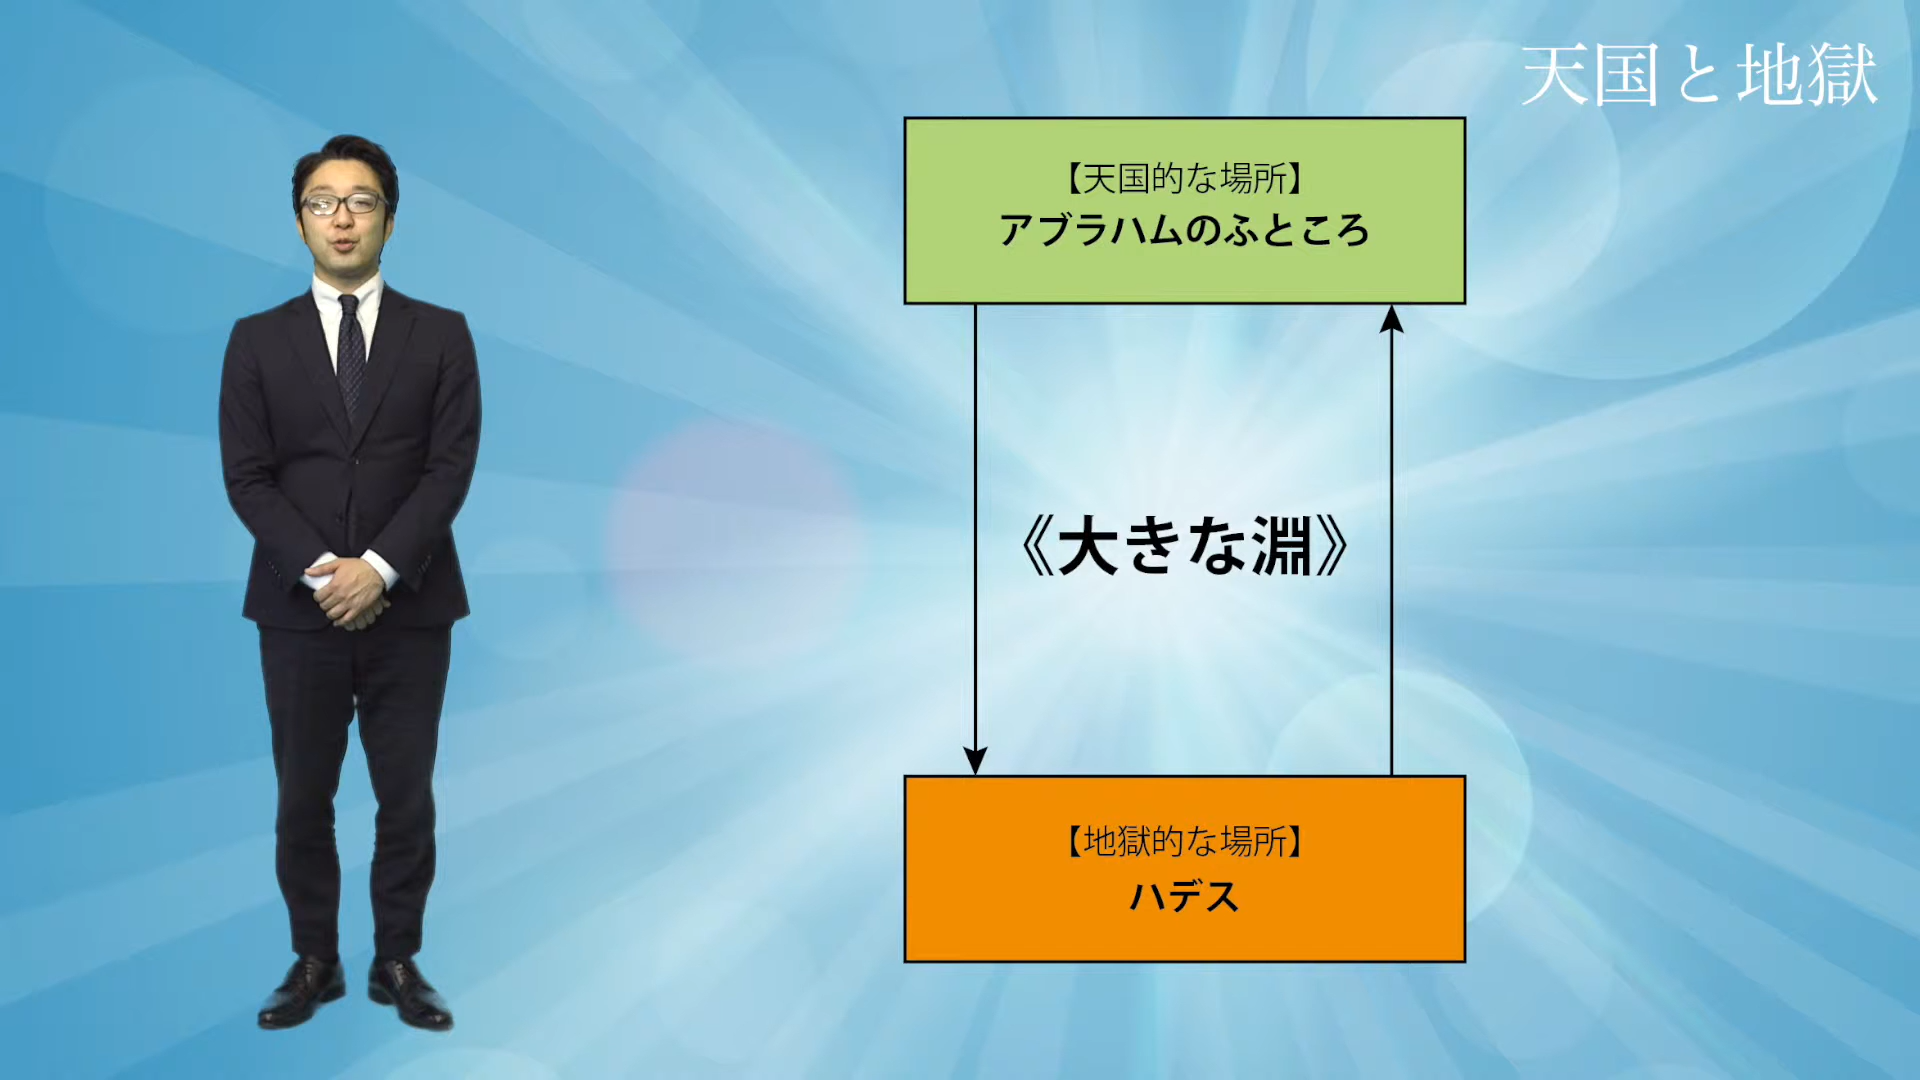 天国と地獄
【天国的な場所】
アブラハムのふところ
《大きな淵》
【地獄的な場所】
ハデス